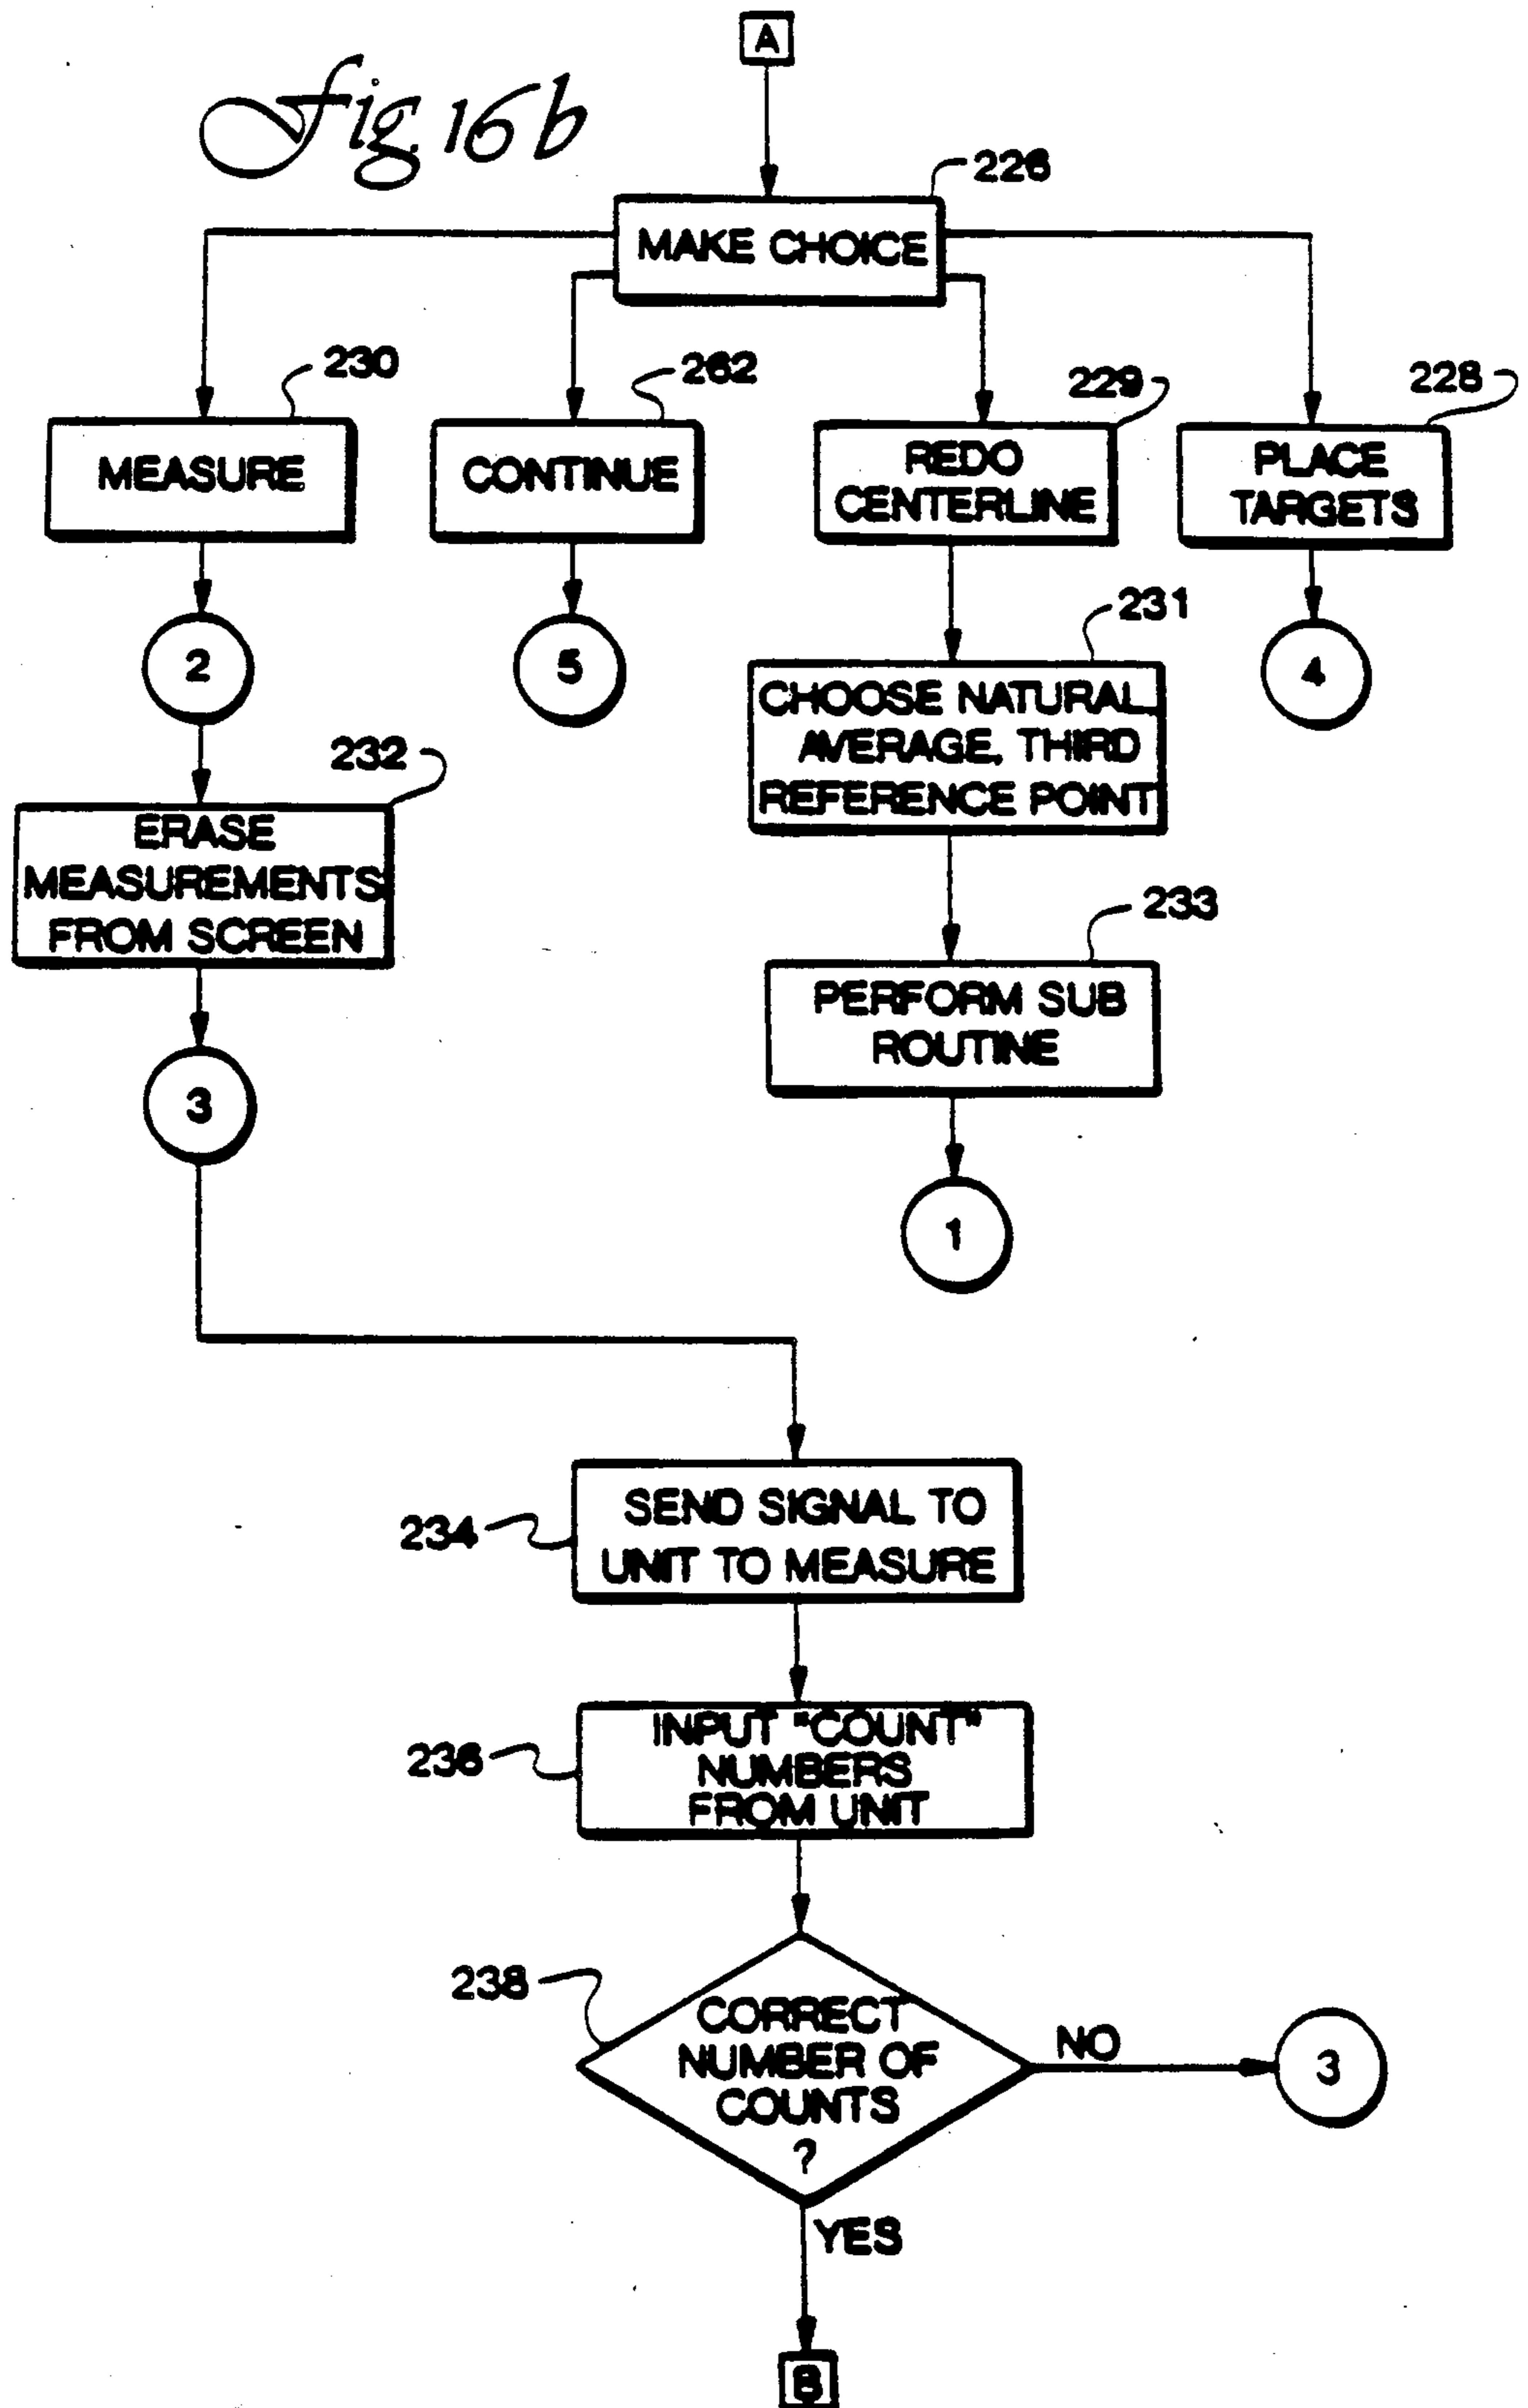 A
Fig 16 b
226
MAKE CHOICE
230
262
229
228
MEASURE
CONTINUE
REDO
CENTERLINE
PLACE
TARGETS
2
5
231
4
CHOOSE NATURAL
AVERAGE, THIRD
REFERENCE POINT
232
ERASE
MEASUREMENTS
FROM SCREEN
233
PERFORM SUB
ROUTINE
3
1
234
SEND SIGNAL TO
UNIT TO MEASURE
236
INPUT "COUNT"
NUMBERS
FROM UNIT
238
CORRECT
NUMBER OF
COUNTS
?
NO
3
YES
B